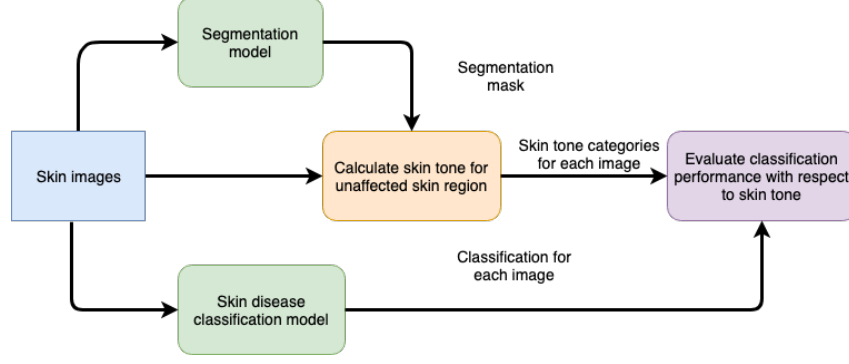 Segmentation
model
Segmentation
mask
Skin images
Calculate skin tone for
unaffected skin region
Skin tone categories
for each image
Evaluate classification
performance with respect
to skin tone
Classification for
each image
Skin disease
classification model